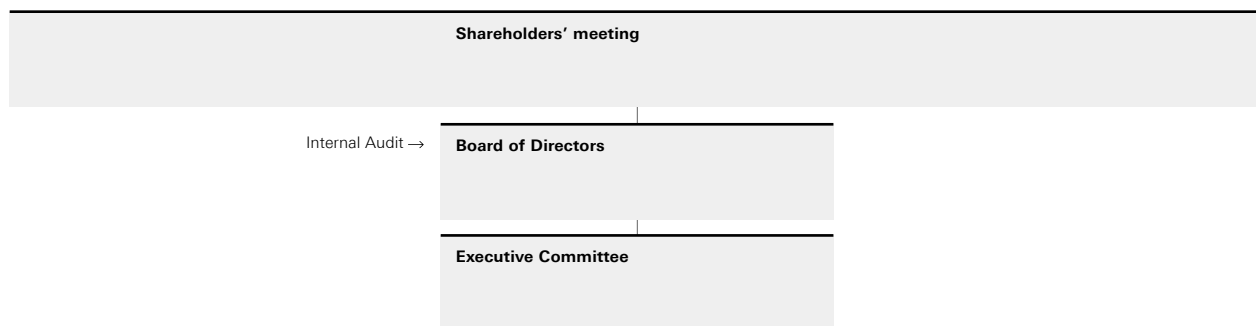 Shareholders’ meeting
Internal Audit →
Board of Directors
Executive Committee